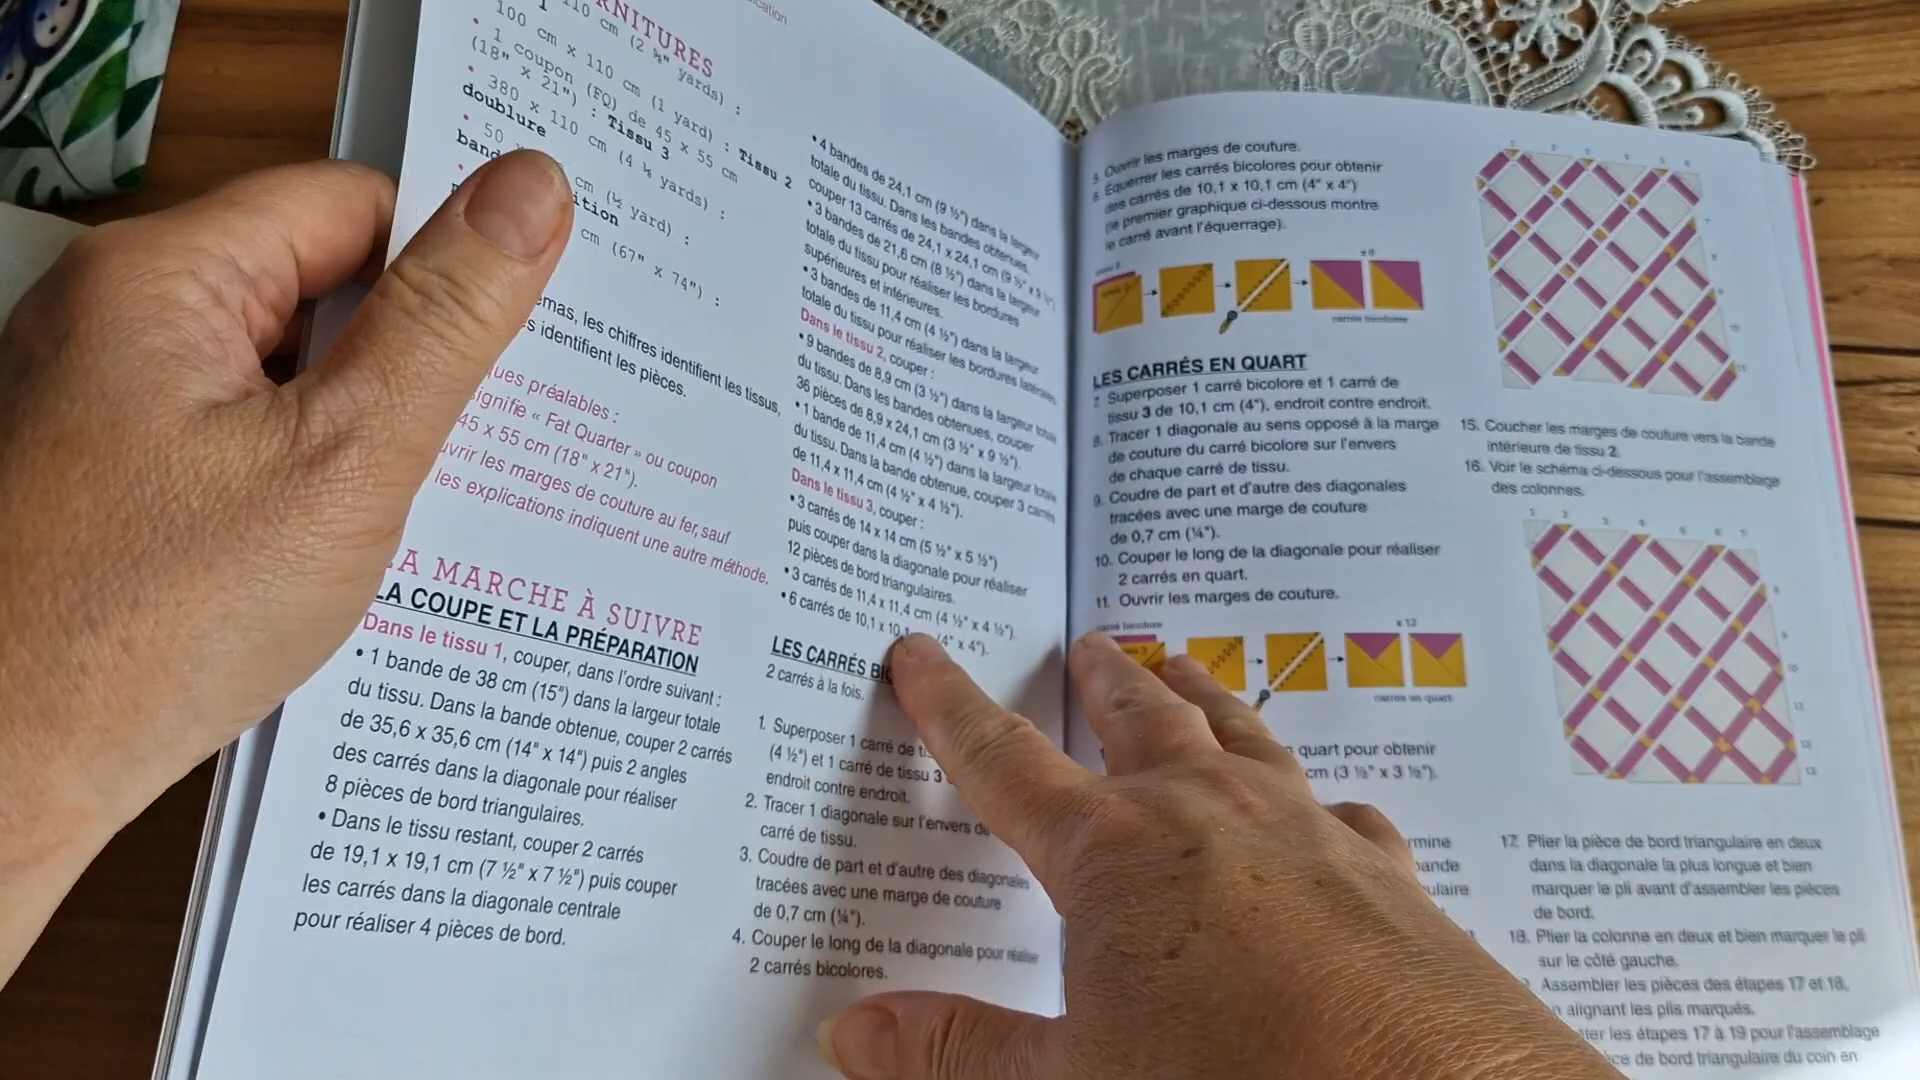 RNITURES
110 cm (2 ⅝" yards) :
100 cm x 110 cm (1 yard) : Tissu 2
1 coupon (FQ) de 45 x 55 cm
(18" x 21") : Tissu 3
• 380 x 110 cm (4 ⅛ yards) :
doublure
• 50
cm (½ yard) :
ition
cm (67" x 74") :
les chiffres identifient les tissus,
identifient les pièces.
préalables :
« Fat Quarter » ou coupon
45 x 55 cm (18" x 21").
les marges de couture au fer, sauf
les explications indiquent une autre méthode.
LA MARCHE À SUIVRE
LA COUPE ET LA PRÉPARATION
Dans le tissu 1, couper, dans l'ordre suivant :
• 1 bande de 38 cm (15") dans la largeur totale
du tissu. Dans la bande obtenue, couper 2 carrés
de 35,6 x 35,6 cm (14" x 14") puis 2 angles
des carrés dans la diagonale pour réaliser
8 pièces de bord triangulaires.
• Dans le tissu restant, couper 2 carrés
de 19,1 x 19,1 cm (7 ½" x 7 ½") puis couper
les carrés dans la diagonale centrale
pour réaliser 4 pièces de bord.
• 4 bandes de 24,1 cm (9 ½") dans la largeur
totale du tissu. Dans les bandes obtenues,
couper 13 carrés de 24,1 x 24,1 cm (9 ½" x 9 ½")
• 3 bandes de 21,6 cm (8 ½") dans la largeur
totale du tissu pour réaliser les bordures
supérieures et inférieures.
• 3 bandes de 11,4 cm (4 ½") dans la largeur
totale du tissu pour réaliser les bordures latérales.
Dans le tissu 2, couper :
• 9 bandes de 8,9 cm (3 ½") dans la largeur totale
du tissu. Dans les bandes obtenues, couper
36 pièces de 8,9 x 24,1 cm (3 ½" x 9 ½").
• 1 bande de 11,4 cm (4 ½") dans la largeur totale
du tissu. Dans la bande obtenue, couper 3 carrés
de 11,4 x 11,4 cm (4 ½" x 4 ½").
Dans le tissu 3, couper :
• 3 carrés de 14 x 14 cm (5 ½" x 5 ½")
puis couper dans la diagonale pour réaliser
12 pièces de bord triangulaires.
• 3 carrés de 11,4 x 11,4 cm (4 ½" x 4 ½").
• 6 carrés de 10,1 x 10,1 (4" x 4").
LES CARRÉS BI
2 carrés à la fois.
1. Superposer 1 carré de
(4 ½") et 1 carré de tissu 3
endroit contre endroit.
2. Tracer 1 diagonale sur l'envers de
carré de tissu.
3. Coudre de part et d'autre des diagonales
tracées avec une marge de couture
de 0,7 cm (¼").
4. Couper le long de la diagonale pour réaliser
2 carrés bicolores.
5. Ouvrir les marges de couture.
6. Équerrer les carrés bicolores pour obtenir
des carrés de 10,1 x 10,1 cm (4" x 4")
(le premier graphique ci-dessous montre
le carré avant l'équerrage).
x 6
carrés bicolores
LES CARRÉS EN QUART
7. Superposer 1 carré bicolore et 1 carré de
tissu 3 de 10,1 cm (4"), endroit contre endroit.
8. Tracer 1 diagonale au sens opposé à la marge
de couture du carré bicolore sur l'envers
de chaque carré de tissu.
9. Coudre de part et d'autre des diagonales
tracées avec une marge de couture
de 0,7 cm (¼").
10. Couper le long de la diagonale pour réaliser
2 carrés en quart.
11. Ouvrir les marges de couture.
carré bicolore
x 12
carrés en quart
quart pour obtenir
cm (3 ½" x 3 ½").
15. Coucher les marges de couture vers la bande
intérieure de tissu 2.
16. Voir le schéma ci-dessous pour l'assemblage
des colonnes.
17. Plier la pièce de bord triangulaire en deux
dans la diagonale la plus longue et bien
marquer le pli avant d'assembler les pièces
de bord.
18. Plier la colonne en deux et bien marquer le pli
sur le côté gauche.
Assembler les pièces des étapes 17 et 18,
alignant les plis marqués.
les étapes 17 à 19 pour l'assemblage
de bord triangulaire du coin en